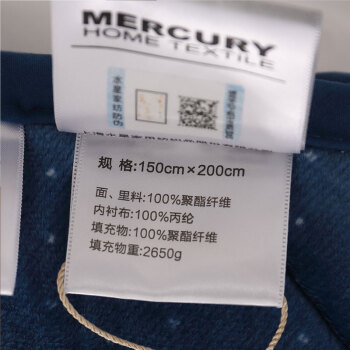 MERCURY
HOME TEXTILE
水星家纺防伪
规 格:150cm×200cm
面、里料:100%聚酯纤维
内衬布:100%丙纶
填充物:100%聚酯纤维
填充物重:2650g